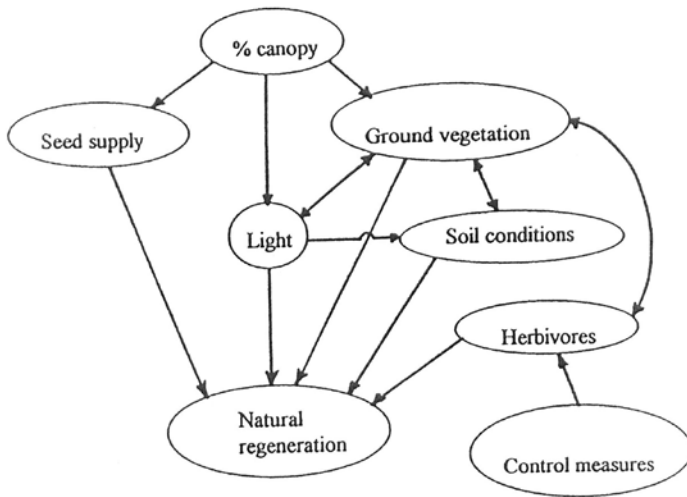 % canopy
Seed supply
Ground vegetation
Light
Soil conditions
Herbivores
Natural
regeneration
Control measures